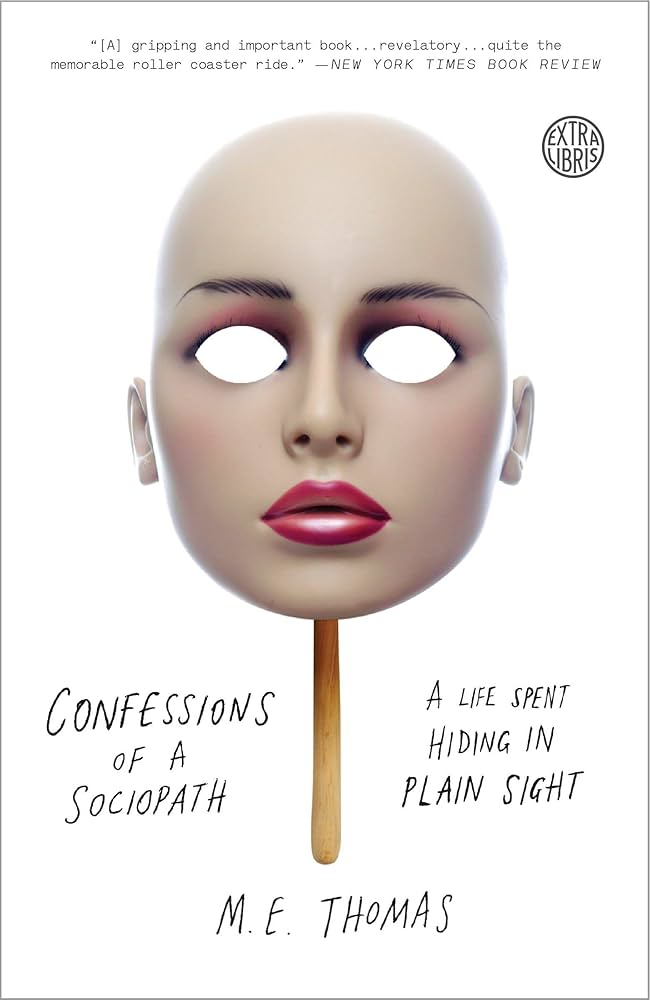 “[A] gripping and important book...revelatory...quite the
memorable roller coaster ride.” —NEW YORK TIMES BOOK REVIEW
EXTRA
LIBRIS
CONFESSIONS
OF A
SOCIOPATH
A LIFE SPENT
HIDING IN
PLAIN SIGHT
M.E. THOMAS